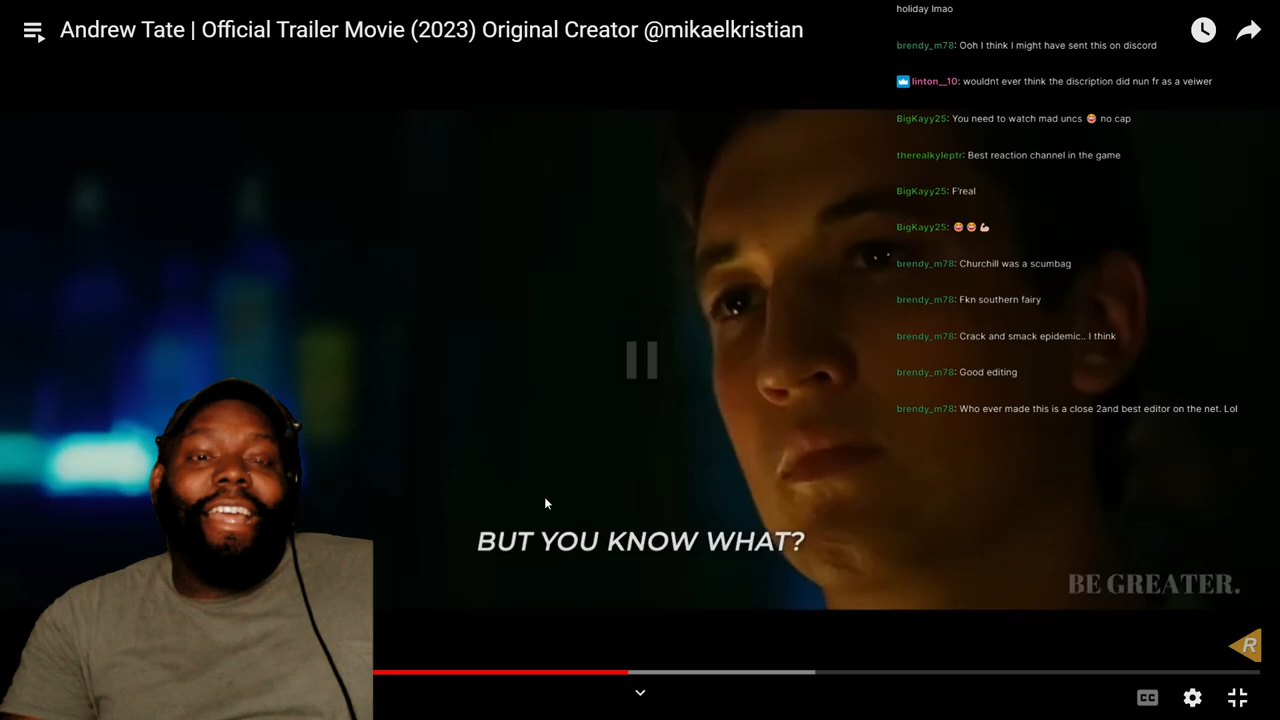 holiday lmao
Andrew Tate | Official Trailer Movie (2023) Original Creator @mikaelkristian
brendy_m78: Ooh I think I might have sent this on discord
linton__10: wouldnt ever think the discription did nun fr as a veiwer
BigKayy25: You need to watch mad uncs 😂 no cap
therealkyleptr: Best reaction channel in the game
BigKayy25: F'real
BigKayy25: 😂 😂 💪🏻
brendy_m78: Churchill was a scumbag
brendy_m78: Fkn southern fairy
brendy_m78: Crack and smack epidemic.. I think
brendy_m78: Good editing
brendy_m78: Who ever made this is a close 2and best editor on the net. Lol
BUT YOU KNOW WHAT?
BE GREATER.
R
CC